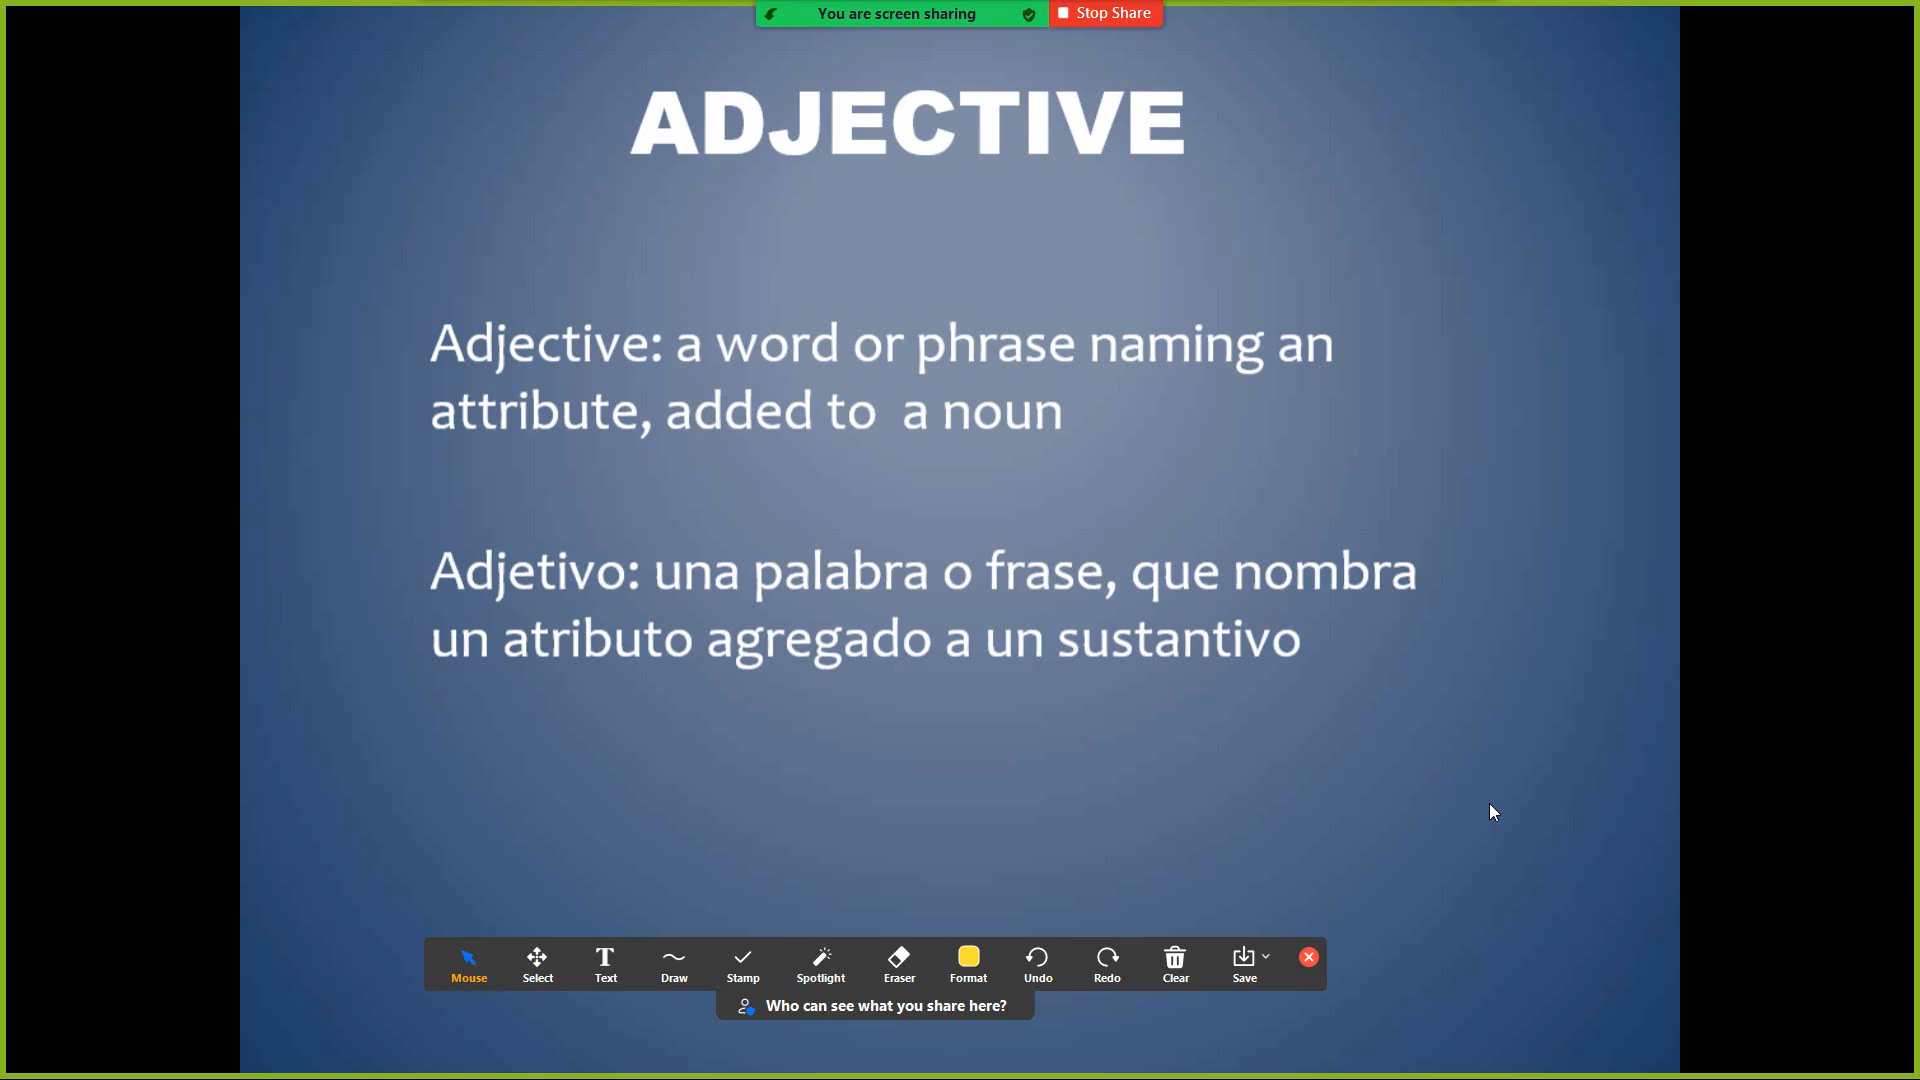 You are screen sharing Stop Share
ADJECTIVE
Adjective: a word or phrase naming an
attribute, added to a noun
Adjetivo: una palabra o frase, que nombra
un atributo agregado a un sustantivo
Mouse Select Text Draw Stamp Spotlight Eraser Format Undo Redo Clear Save
Who can see what you share here?